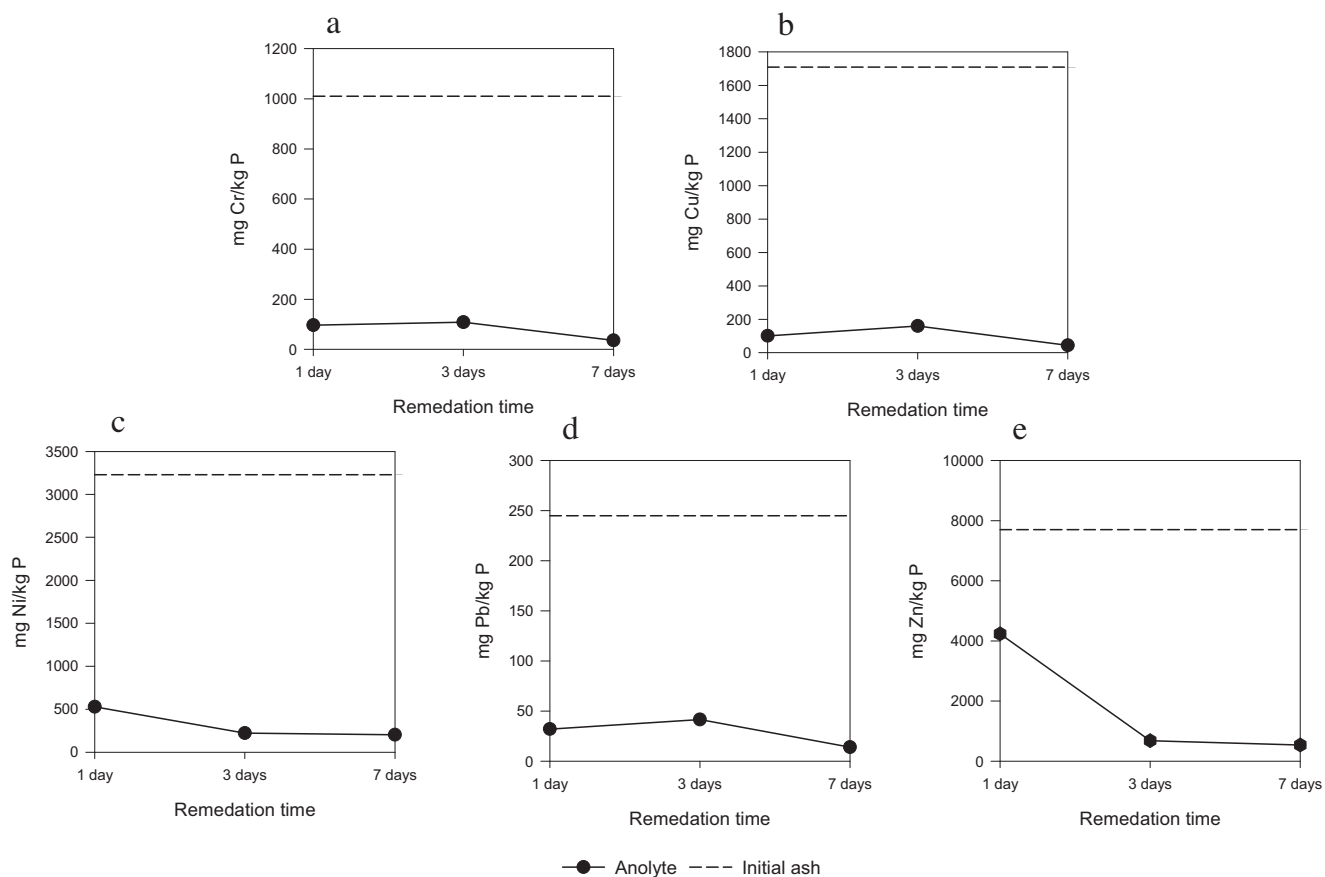 a
1200
1000
800
600
400
200
0
mg Cr/kg P
1 day 3 days 7 days
Remedation time
b
1800
1600
1400
1200
1000
800
600
400
200
0
mg Cu/kg P
1 day 3 days 7 days
Remedation time
c
3500
3000
2500
2000
1500
1000
500
0
mg Ni/kg P
1 day 3 days 7 days
Remedation time
d
300
250
200
150
100
50
0
mg Pb/kg P
1 day 3 days 7 days
Remedation time
e
10000
8000
6000
4000
2000
0
mg Zn/kg P
1 day 3 days 7 days
Remedation time
Anolyte Initial ash